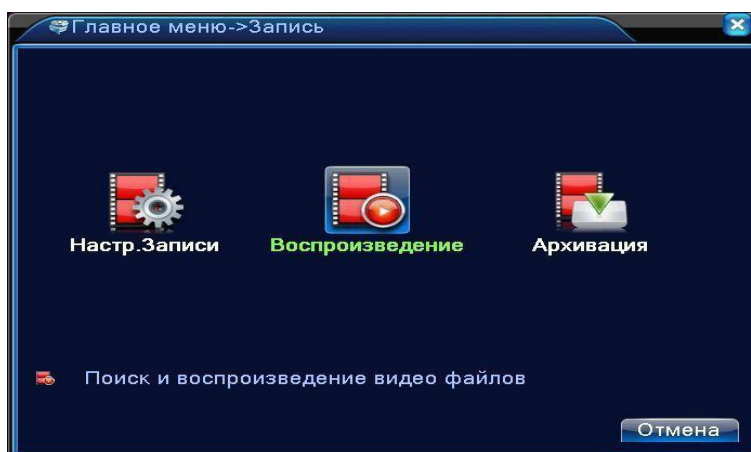 Главное меню->Запись
Настр.Записи Воспроизведение Архивация
Поиск и воспроизведение видео файлов
Отмена